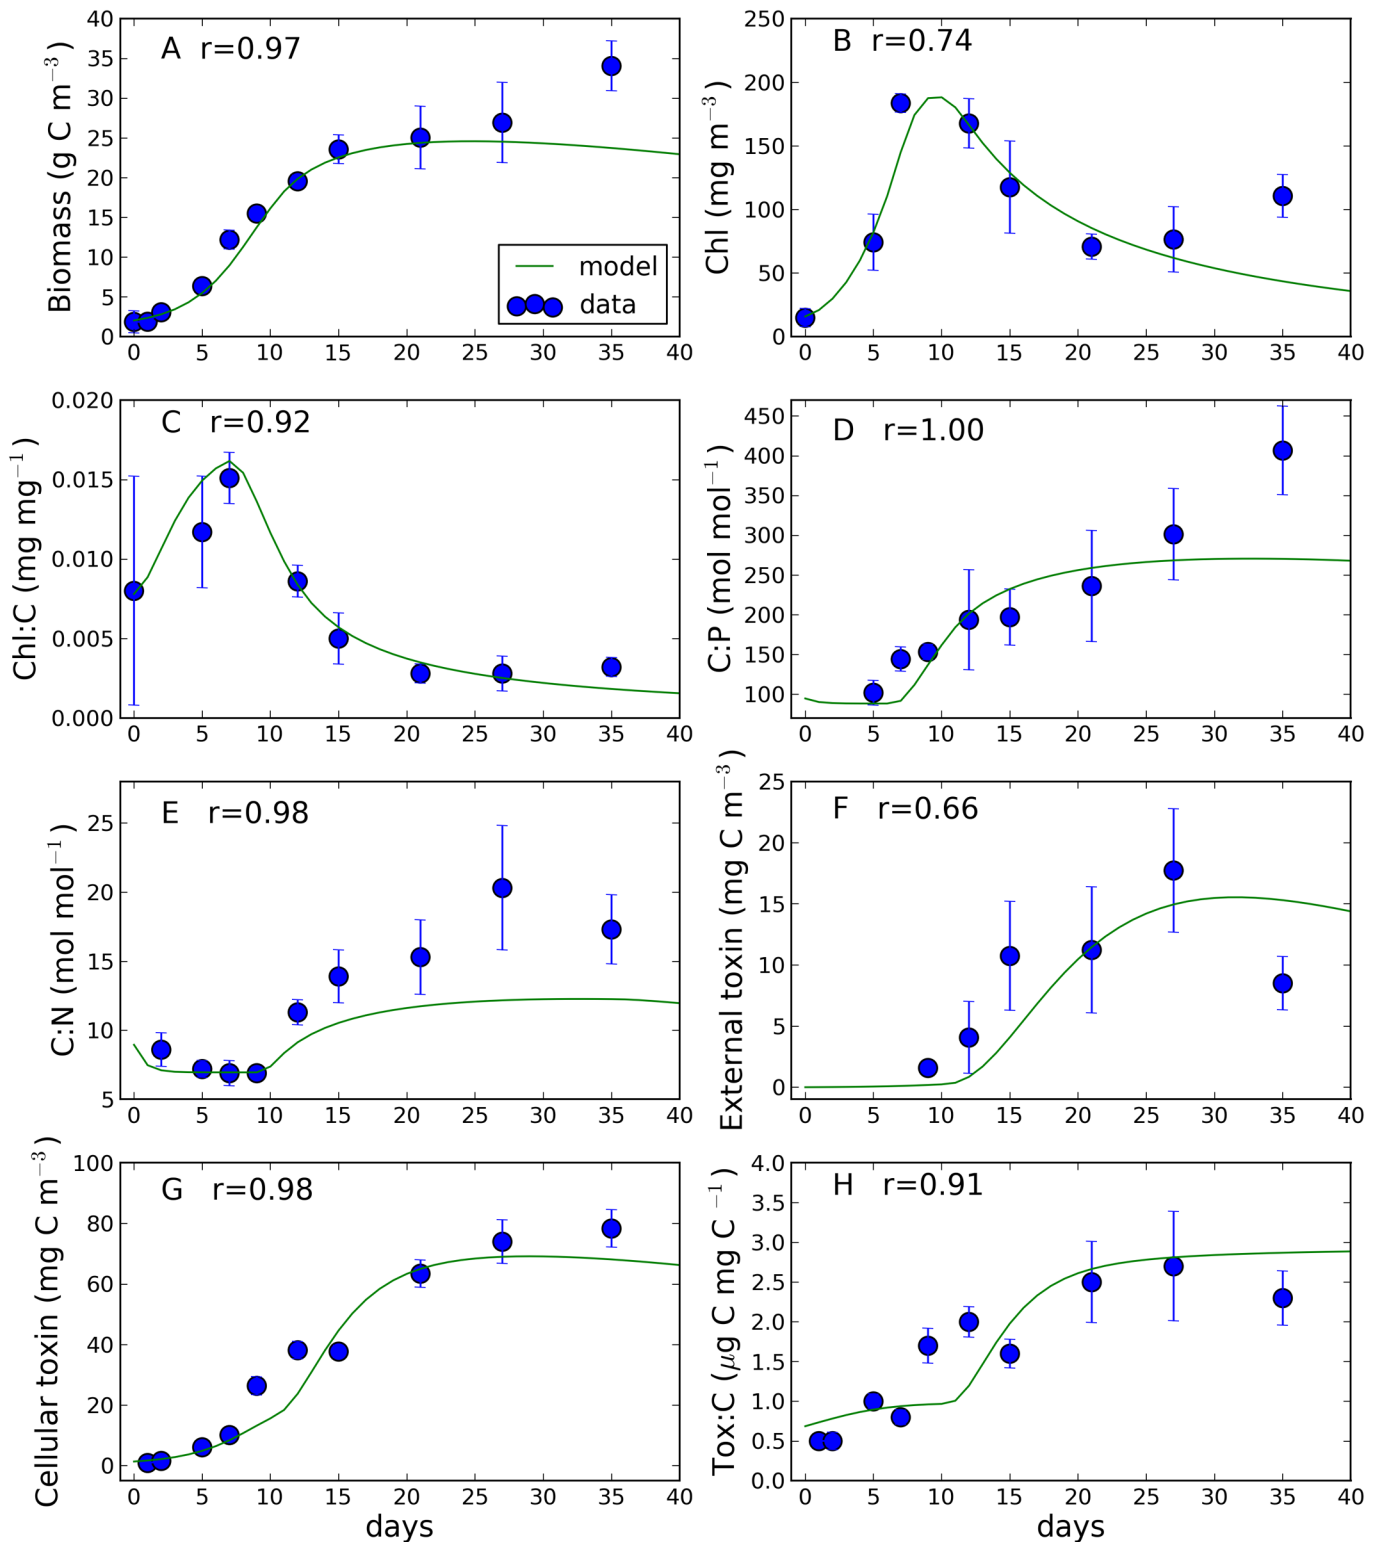 A r=0.97
Biomass (g C m⁻³)
40
35
30
25
20
15
10
5
0
model
data
0 5 10 15 20 25 30 35 40
B r=0.74
Chl (mg m⁻³)
250
200
150
100
50
0
0 5 10 15 20 25 30 35 40
C r=0.92
Chl:C (mg mg⁻¹)
0.020
0.015
0.010
0.005
0.000
0 5 10 15 20 25 30 35 40
D r=1.00
C:P (mol mol⁻¹)
450
400
350
300
250
200
150
100
0 5 10 15 20 25 30 35 40
E r=0.98
C:N (mol mol⁻¹)
25
20
15
10
5
0 5 10 15 20 25 30 35 40
F r=0.66
External toxin (mg C m⁻³)
25
20
15
10
5
0
0 5 10 15 20 25 30 35 40
G r=0.98
Cellular toxin (mg C m⁻³)
100
80
60
40
20
0
0 5 10 15 20 25 30 35 40
days
H r=0.91
Tox:C (μg C mg C⁻¹)
4.0
3.5
3.0
2.5
2.0
1.5
1.0
0.5
0.0
0 5 10 15 20 25 30 35 40
days